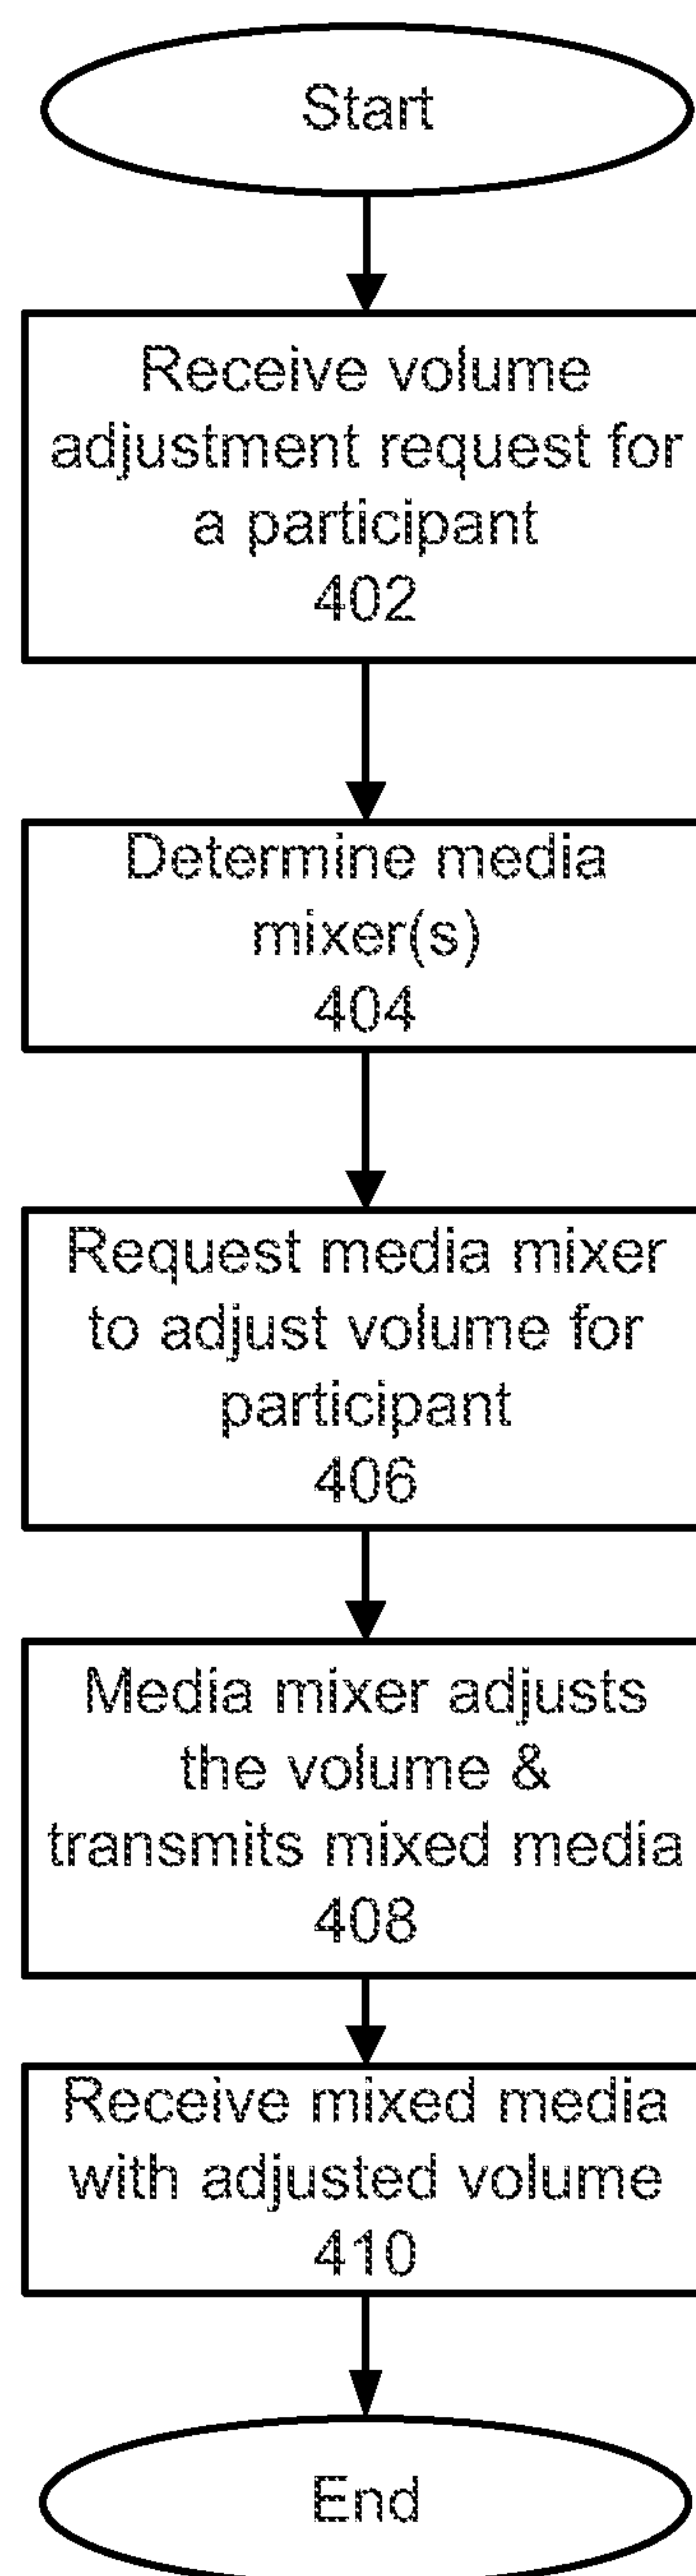 Start
Receive volume
adjustment request for
a participant
402
Determine media
mixer(s)
404
Request media mixer
to adjust volume for
participant
406
Media mixer adjusts
the volume &
transmits mixed media
408
Receive mixed media
with adjusted volume
410
End